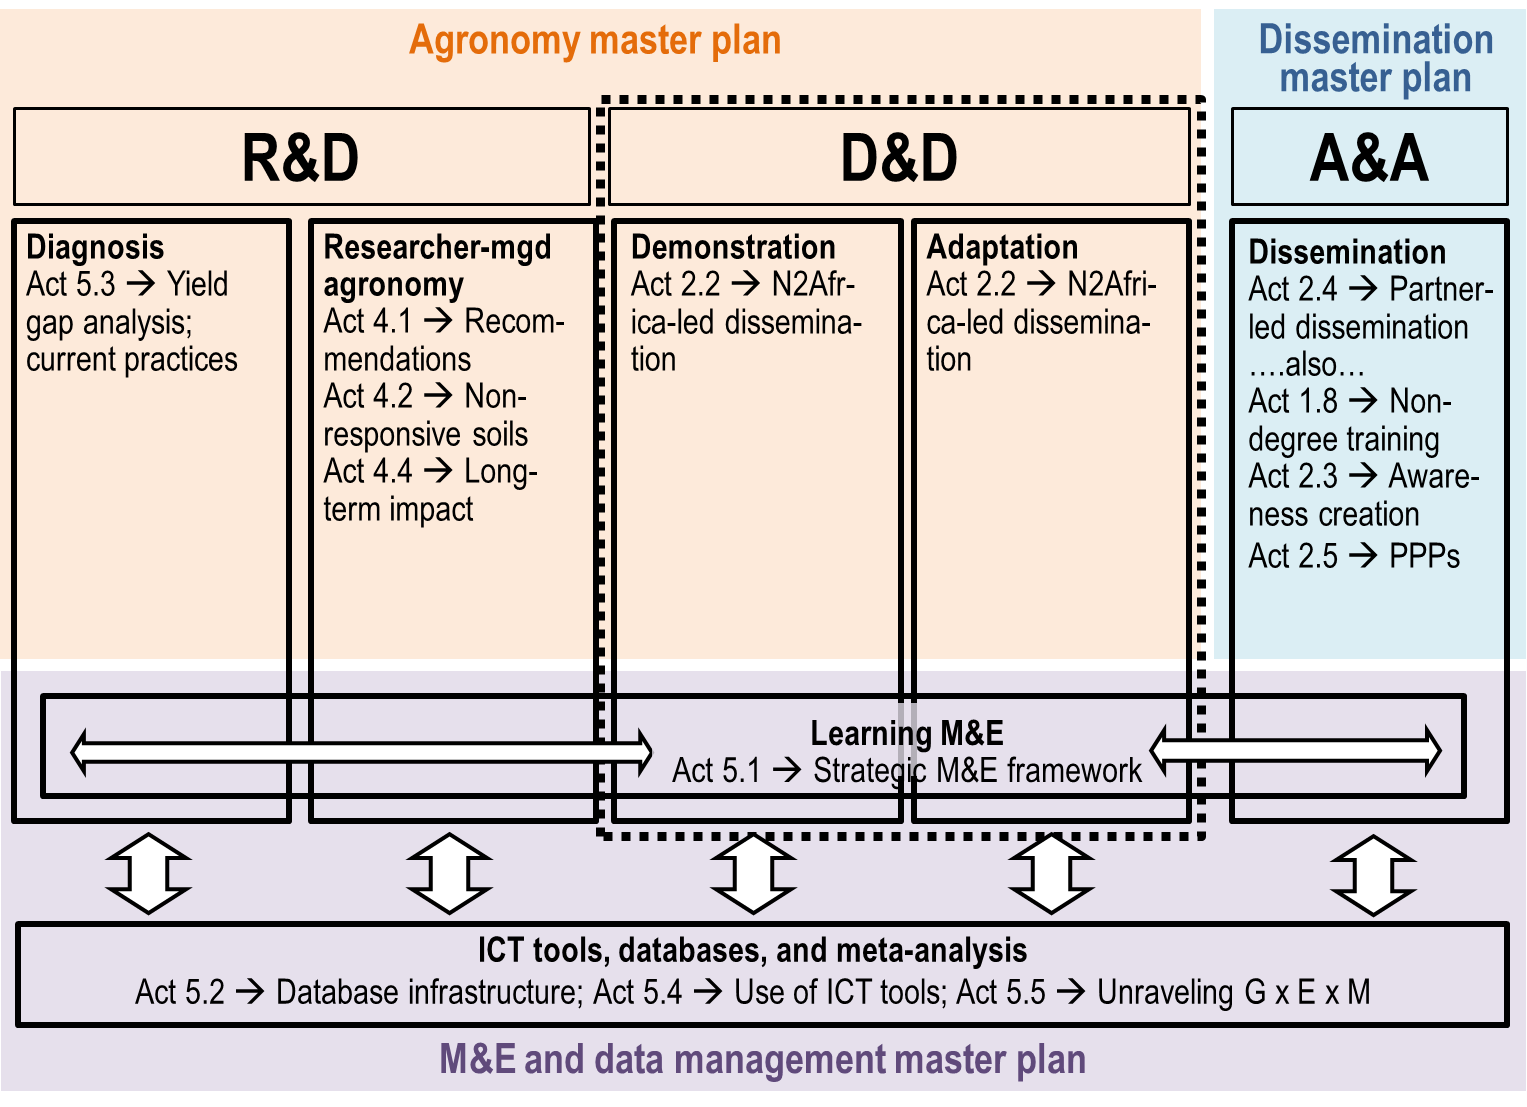 Agronomy master plan
Dissemination
master plan
R&D
D&D
A&A
Diagnosis
Act 5.3 → Yield
gap analysis;
current practices
Researcher-mgd
agronomy
Act 4.1 → Recom-
mendations
Act 4.2 → Non-
responsive soils
Act 4.4 → Long-
term impact
Demonstration
Act 2.2 → N2Afr-
ica-led dissemina-
tion
Adaptation
Act 2.2 → N2Afri-
ca-led dissemina-
tion
Dissemination
Act 2.4 → Partner-
led dissemination
….also…
Act 1.8 → Non-
degree training
Act 2.3 → Aware-
ness creation
Act 2.5 → PPPs
Learning M&E
Act 5.1 → Strategic M&E framework
ICT tools, databases, and meta-analysis
Act 5.2 → Database infrastructure; Act 5.4 → Use of ICT tools; Act 5.5 → Unraveling G x E x M
M&E and data management master plan